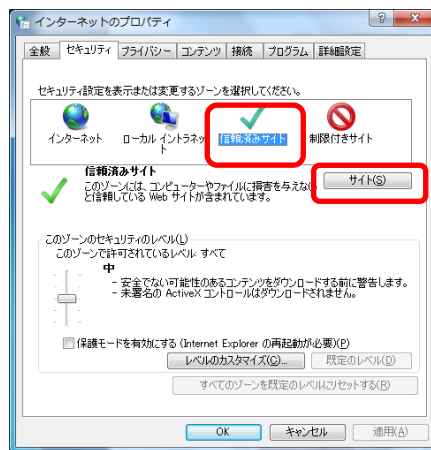 インターネットのプロパティ
全般 セキュリティ プライバシー コンテンツ 接続 プログラム 詳細設定
セキュリティ設定を表示または変更するゾーンを選択してください。
インターネット ローカル イントラネット 信頼済みサイト 制限付きサイト
信頼済みサイト
サイト(S)
このゾーンには、コンピューターやファイルに損害を与えない
と信頼している Web サイトが含まれています。
このゾーンのセキュリティのレベル(L)
このゾーンで許可されているレベル: すべて
中
- 安全でない可能性のあるコンテンツをダウンロードする前に警告します。
- 未署名の ActiveX コントロールはダウンロードされません。
保護モードを有効にする (Internet Explorer の再起動が必要)(P)
レベルのカスタマイズ(C)... 既定のレベル(D)
すべてのゾーンを既定のレベルにリセットする(R)
OK キャンセル 適用(A)